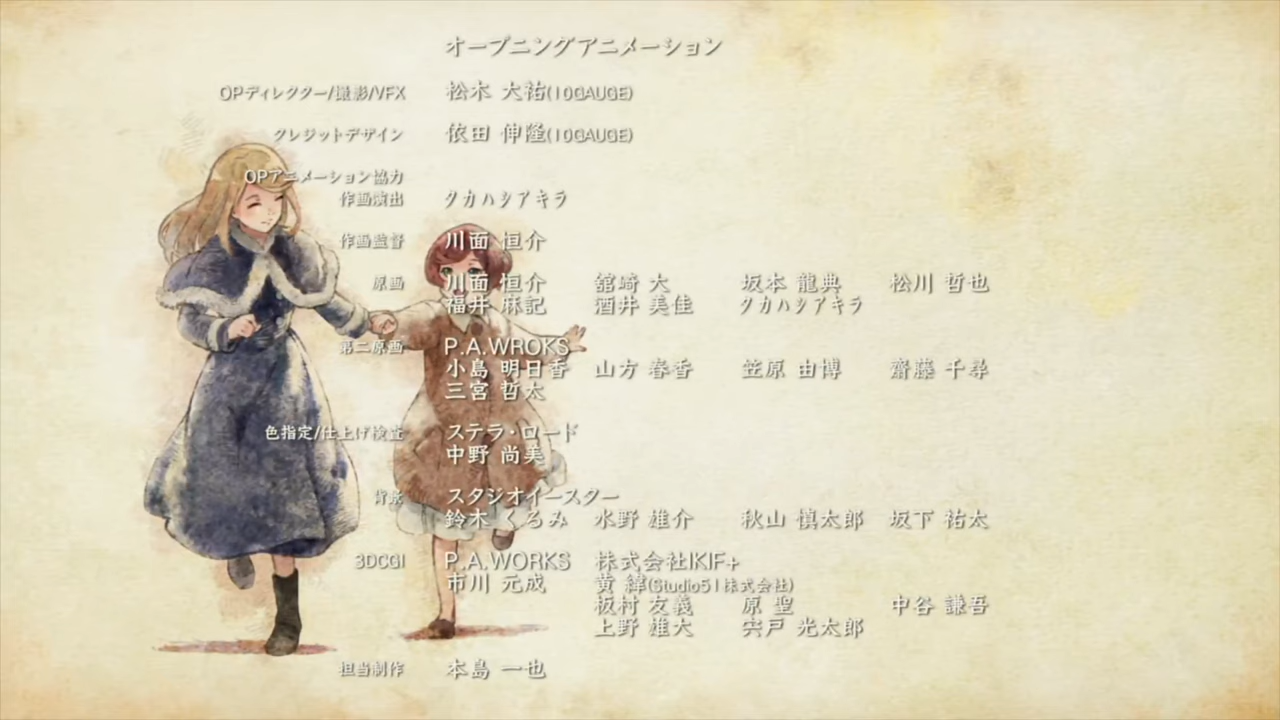 オープニングアニメーション
OPディレクター/撮影/VFX 松木 大祐(10GAUGE)
クレジットデザイン 依田 伸隆(10GAUGE)
OPアニメーション協力
作画演出 タカハシアキラ
作画監督 川面 恒介
原画 川面 恒介 舘崎 大 坂本 龍典 松川 哲也
福井 麻記 酒井 美佳 タカハシアキラ
第二原画 P.A.WROKS
小島 明日香 山方 春香 笠原 由博 齋藤 千尋
三宮 哲太
色指定/仕上げ検査 ステラ・ロード
中野 尚美
背景 スタジオイースター
鈴木 くるみ 水野 雄介 秋山 慎太郎 坂下 祐太
3DCGI P.A.WORKS 株式会社IKIF+
市川 元成 黄 緯(Studio51株式会社)
板村 友義 原 聖 中谷 謙吾
上野 雄大 宍戸 光太郎
担当制作 本島 一也